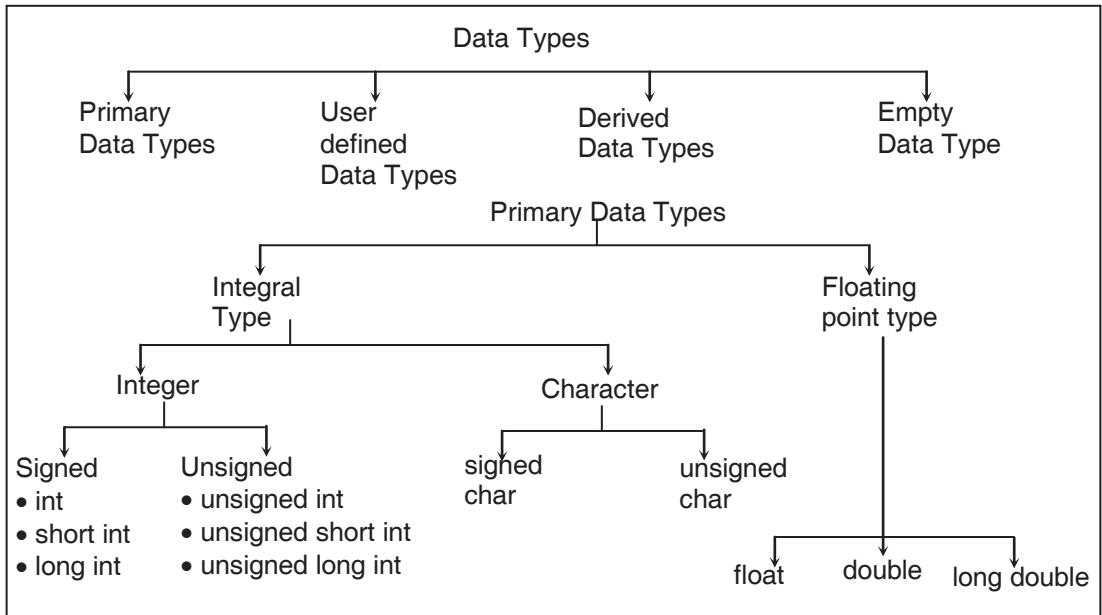 Data Types
Primary
Data Types
User
defined
Data Types
Derived
Data Types
Empty
Data Type
Primary Data Types
Integral
Type
Floating
point type
Integer
Character
Signed
• int
• short int
• long int
Unsigned
• unsigned int
• unsigned short int
• unsigned long int
signed
char
unsigned
char
float
double
long double